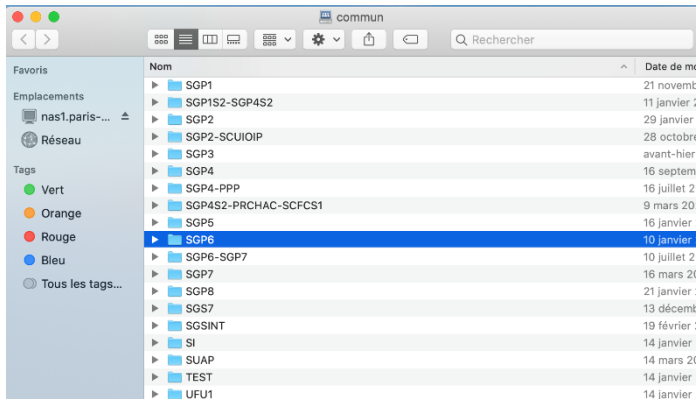 commun
Rechercher
Favoris
Emplacements
nas1.paris-...
Réseau
Tags
Vert
Orange
Rouge
Bleu
Tous les tags...
Nom Date de mo
SGP1 21 novemb
SGP1S2-SGP4S2 11 janvier 2
SGP2 29 janvier
SGP2-SCUIOIP 28 octobre
SGP3 avant-hier
SGP4 16 septem
SGP4-PPP 16 juillet 2
SGP4S2-PRCHAC-SCFCS1 9 mars 20
SGP5 16 janvier
SGP6 10 janvier
SGP6-SGP7 10 juillet 2
SGP7 16 mars 20
SGP8 21 janvier
SGS7 13 décemb
SGSINT 19 février
SI 14 janvier
SUAP 14 mars 20
TEST 14 janvier
UFU1 14 janvier